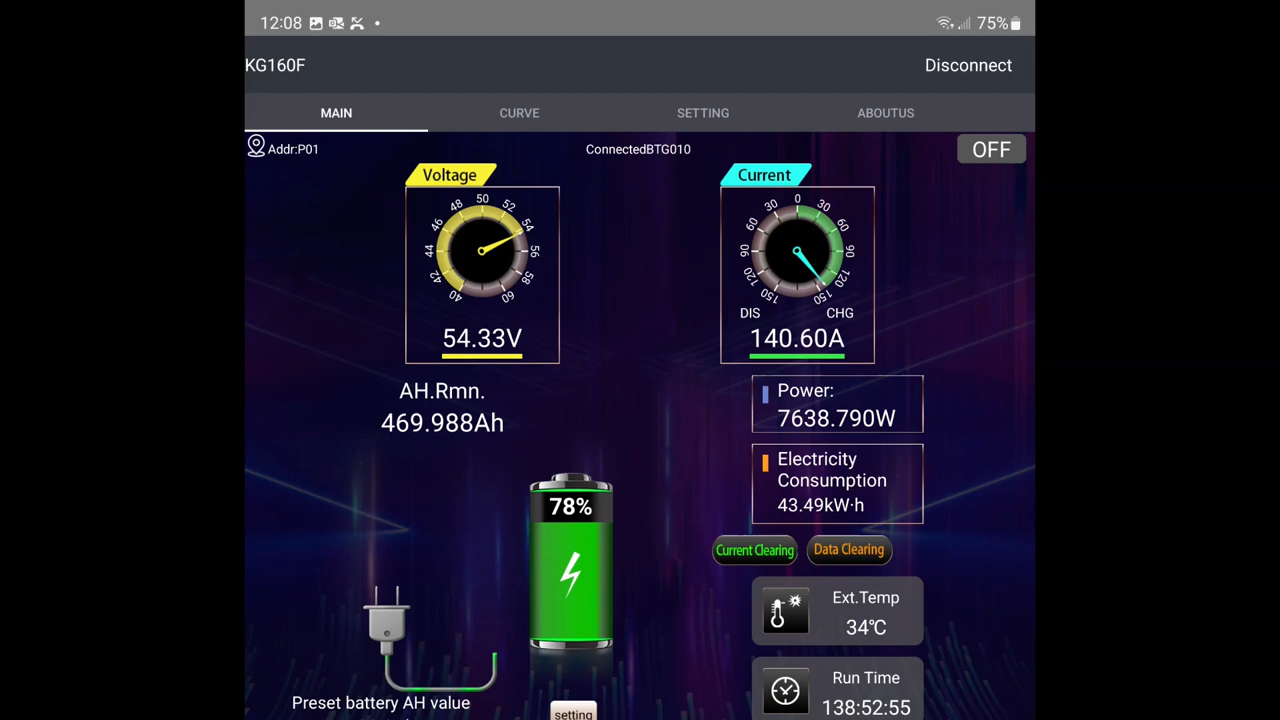 12:08
75%
KG160F
Disconnect
MAIN
CURVE
SETTING
ABOUTUS
Addr:P01
ConnectedBTG010
OFF
Voltage
40
42
44
46
48
50
52
54
56
58
60
54.33V
Current
150
120
90
60
30
0
30
60
90
120
150
DIS
CHG
140.60A
AH.Rmn.
469.988Ah
Power:
7638.790W
Electricity
Consumption
43.49kW·h
78%
Current Clearing
Data Clearing
Ext.Temp
34℃
Run Time
138:52:55
Preset battery AH value
setting